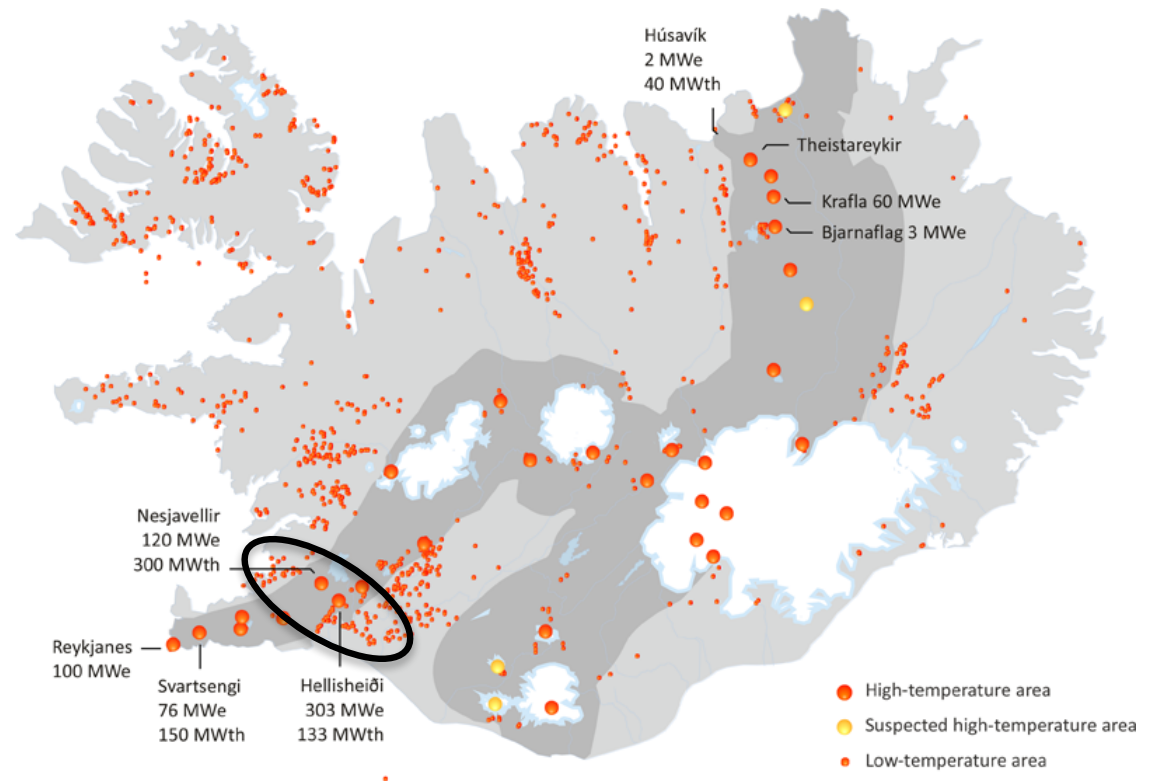 Húsavík
2 MWe
40 MWth
Theistareykir
Krafla 60 MWe
Bjarnaflag 3 MWe
Nesjavellir
120 MWe
300 MWth
Reykjanes
100 MWe
Svartsengi
76 MWe
150 MWth
Hellisheiði
303 MWe
133 MWth
High-temperature area
Suspected high-temperature area
Low-temperature area